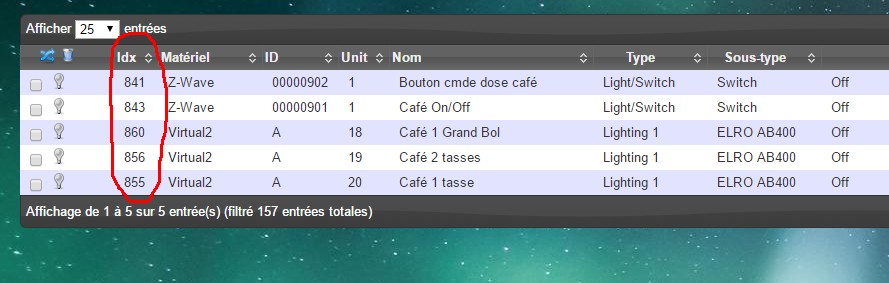 Afficher 25 entrées
Idx Matériel ID Unit Nom Type Sous-type
841 Z-Wave 00000902 1 Bouton cmde dose café Light/Switch Switch Off
843 Z-Wave 00000901 1 Café On/Off Light/Switch Switch Off
860 Virtual2 A 18 Café 1 Grand Bol Lighting 1 ELRO AB400 Off
856 Virtual2 A 19 Café 2 tasses Lighting 1 ELRO AB400 Off
855 Virtual2 A 20 Café 1 tasse Lighting 1 ELRO AB400 Off
Affichage de 1 à 5 sur 5 entrée(s) (filtré 157 entrées totales)